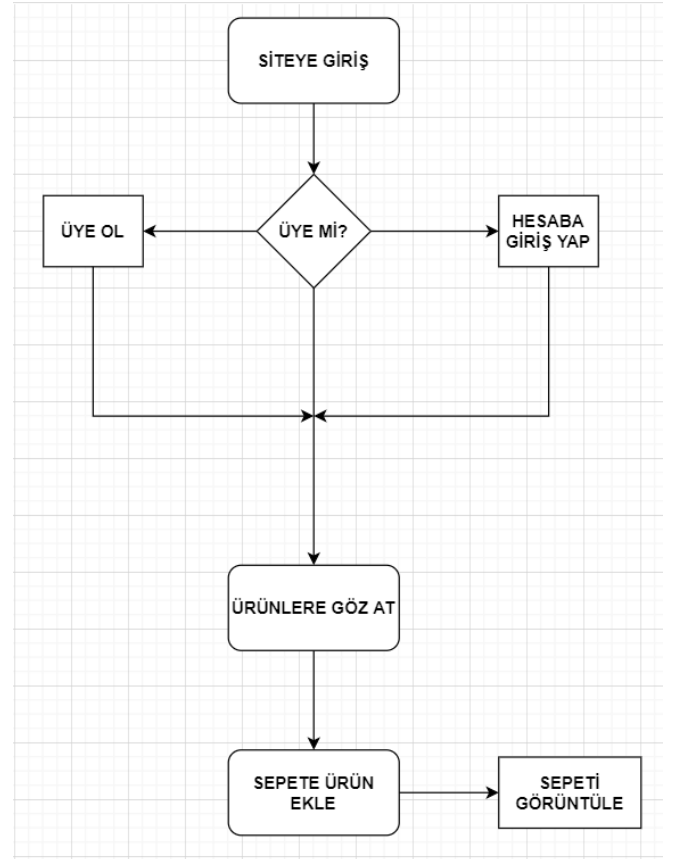 SİTEYE GİRİŞ
ÜYE OL
ÜYE Mİ?
HESABA
GİRİŞ YAP
ÜRÜNLERE GÖZ AT
SEPETE ÜRÜN
EKLE
SEPETİ
GÖRÜNTÜLE